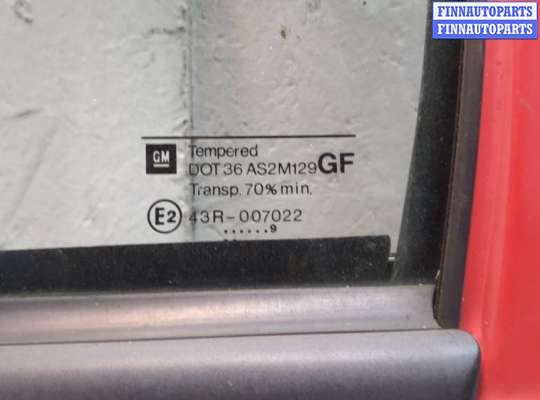 FINNAUTOPARTS
FINNAUTOPARTS
GM Tempered
DOT 36 AS2M129 GF
Transp. 70% min.
E2 43R-007022
......9